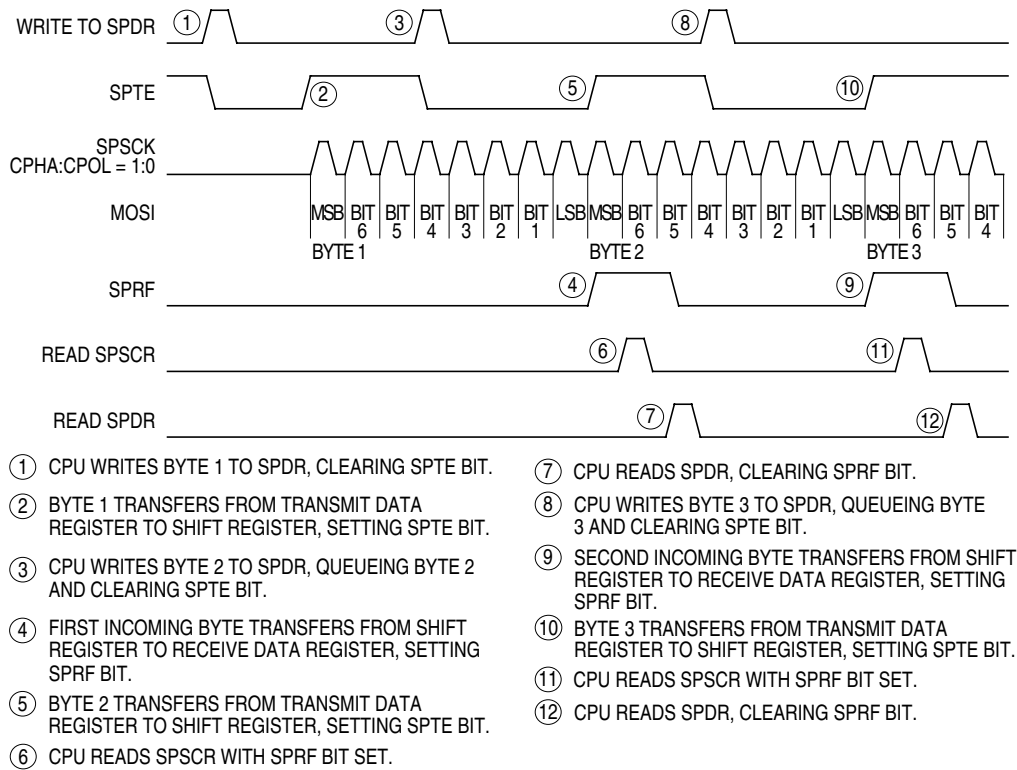 WRITE TO SPDR
1
3
8
SPTE
2
5
10
SPSCK
CPHA:CPOL = 1:0
MOSI
MSB BIT 6 BIT 5 BIT 4 BIT 3 BIT 2 BIT 1 LSB MSB BIT 6 BIT 5 BIT 4 BIT 3 BIT 2 BIT 1 LSB MSB BIT 6 BIT 5 BIT 4
BYTE 1
BYTE 2
BYTE 3
SPRF
4
9
READ SPSCR
6
11
READ SPDR
7
12
1 CPU WRITES BYTE 1 TO SPDR, CLEARING SPTE BIT.
2 BYTE 1 TRANSFERS FROM TRANSMIT DATA
REGISTER TO SHIFT REGISTER, SETTING SPTE BIT.
3 CPU WRITES BYTE 2 TO SPDR, QUEUEING BYTE 2
AND CLEARING SPTE BIT.
4 FIRST INCOMING BYTE TRANSFERS FROM SHIFT
REGISTER TO RECEIVE DATA REGISTER, SETTING
SPRF BIT.
5 BYTE 2 TRANSFERS FROM TRANSMIT DATA
REGISTER TO SHIFT REGISTER, SETTING SPTE BIT.
6 CPU READS SPSCR WITH SPRF BIT SET.
7 CPU READS SPDR, CLEARING SPRF BIT.
8 CPU WRITES BYTE 3 TO SPDR, QUEUEING BYTE
3 AND CLEARING SPTE BIT.
9 SECOND INCOMING BYTE TRANSFERS FROM SHIFT
REGISTER TO RECEIVE DATA REGISTER, SETTING
SPRF BIT.
10 BYTE 3 TRANSFERS FROM TRANSMIT DATA
REGISTER TO SHIFT REGISTER, SETTING SPTE BIT.
11 CPU READS SPSCR WITH SPRF BIT SET.
12 CPU READS SPDR, CLEARING SPRF BIT.